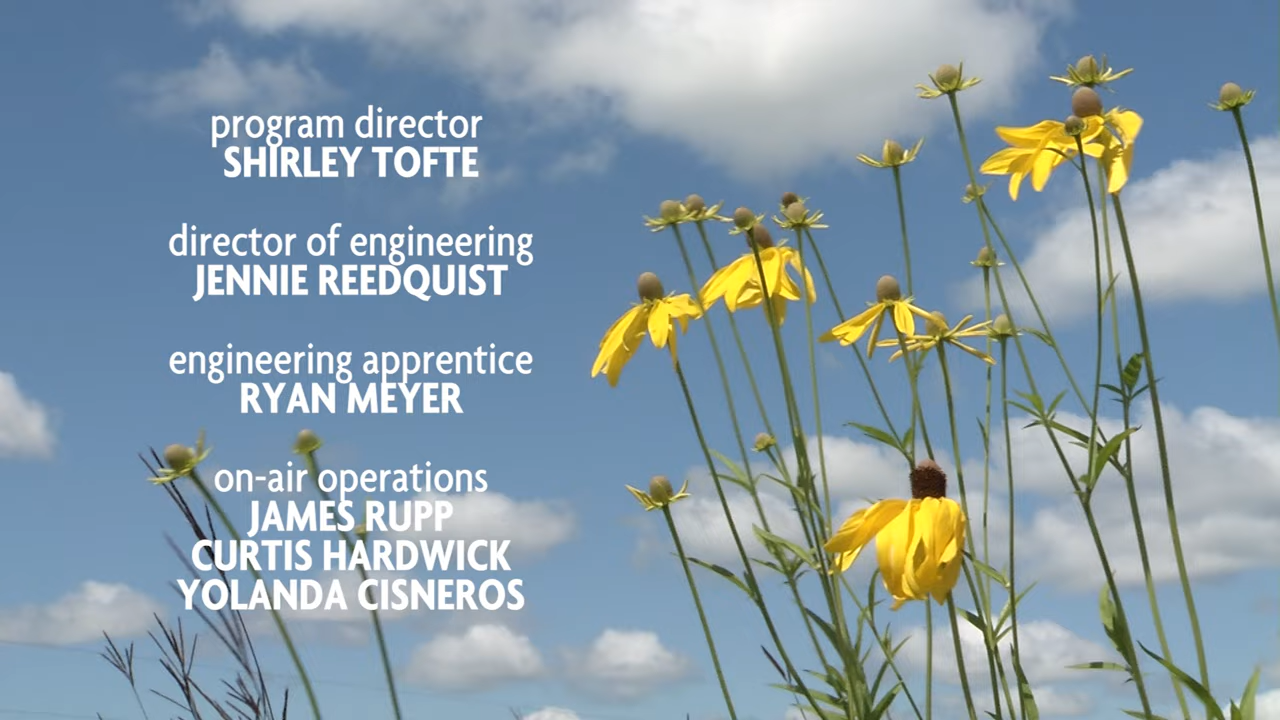 program director
SHIRLEY TOFTE
director of engineering
JENNIE REEDQUIST
engineering apprentice
RYAN MEYER
on-air operations
JAMES RUPP
CURTIS HARDWICK
YOLANDA CISNEROS